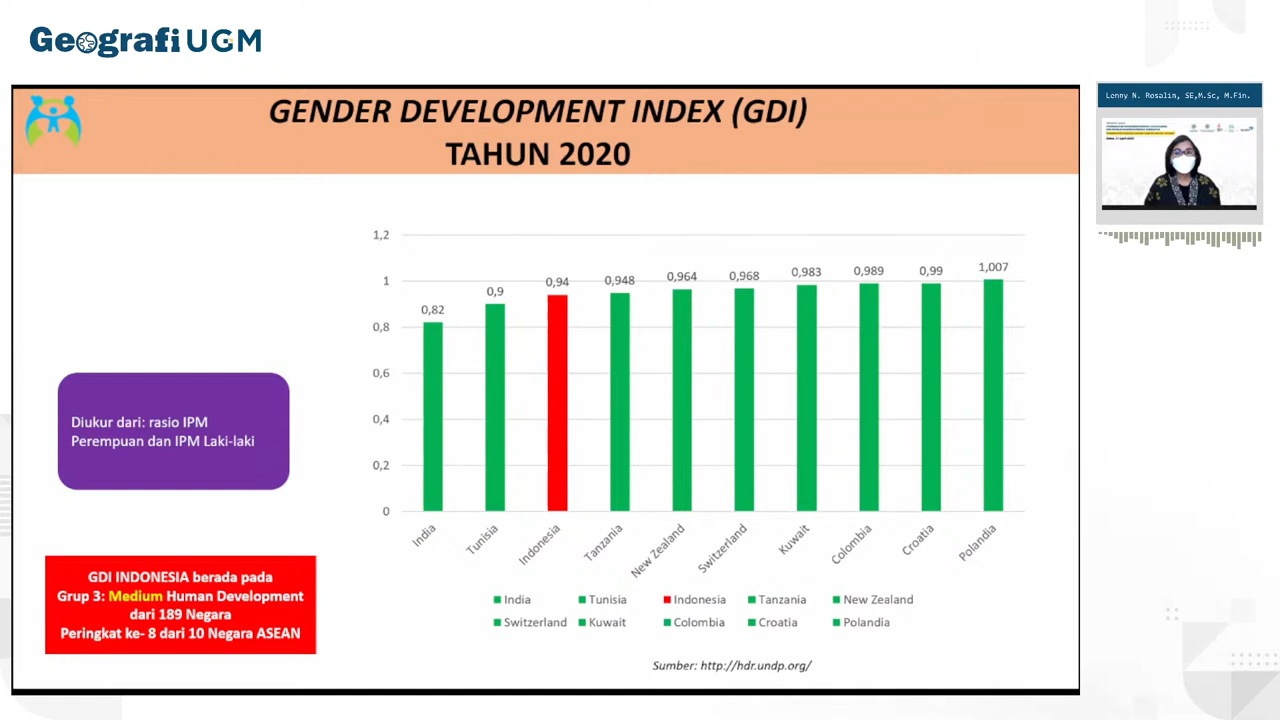 Geografi UGM
GENDER DEVELOPMENT INDEX (GDI)
TAHUN 2020
Lenny N. Rosalin, SE,M.Sc, M.Fin.
1,2
1
0,8
0,6
0,4
0,2
0
0,82
0,9
0,94
0,948
0,964
0,968
0,983
0,989
0,99
1,007
India
Tunisia
Indonesia
Tanzania
New Zealand
Switzerland
Kuwait
Colombia
Croatia
Polandia
Diukur dari: rasio IPM
Perempuan dan IPM Laki-laki
GDI INDONESIA berada pada
Grup 3: Medium Human Development
dari 189 Negara
Peringkat ke- 8 dari 10 Negara ASEAN
India Tunisia Indonesia Tanzania New Zealand
Switzerland Kuwait Colombia Croatia Polandia
Sumber: http://hdr.undp.org/